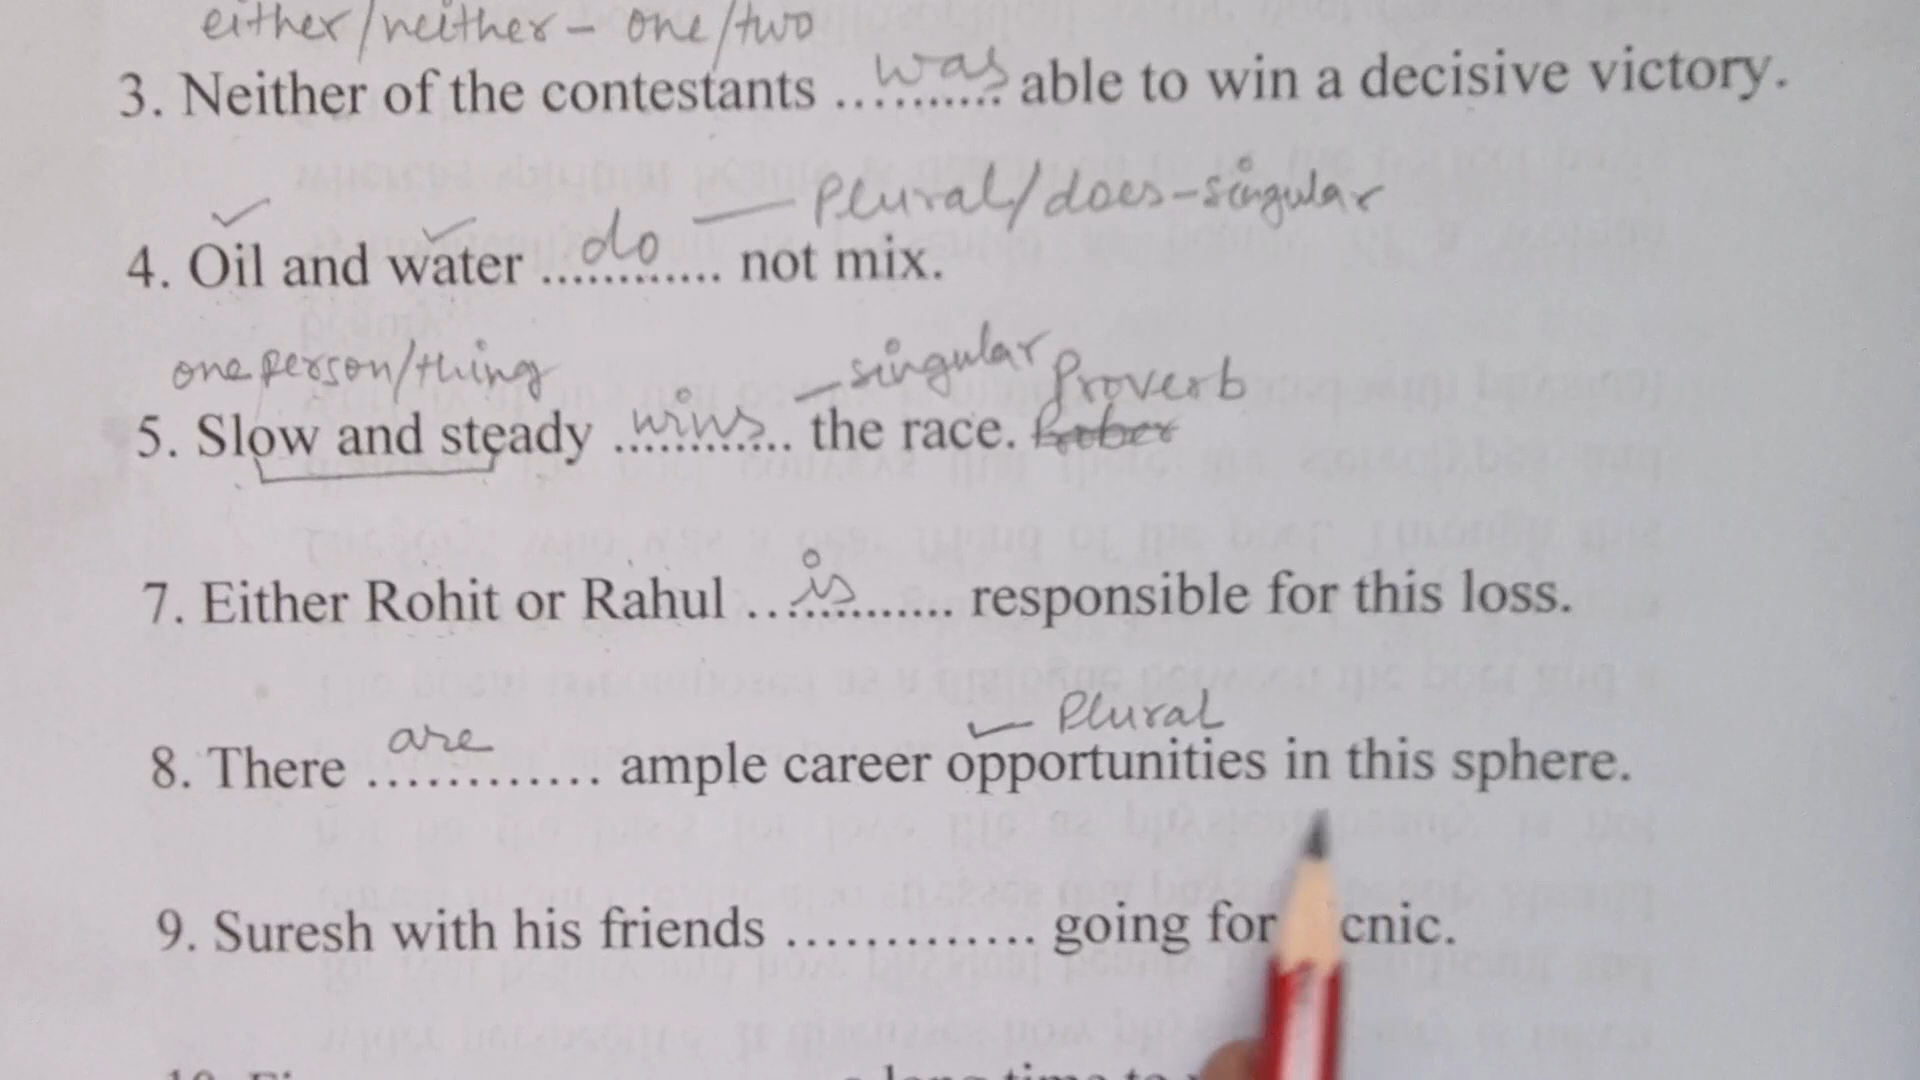 either/neither – one/two
3. Neither of the contestants .......... was able to win a decisive victory.
— Plural/does-singular
4. Oil and water ............ do not mix.
one person/thing — singular Proverb
5. Slow and steady ............ wins the race.
7. Either Rohit or Rahul ............. is responsible for this loss.
Plural
8. There ............ are ample career opportunities in this sphere.
9. Suresh with his friends ............. going for cnic.
a long time to